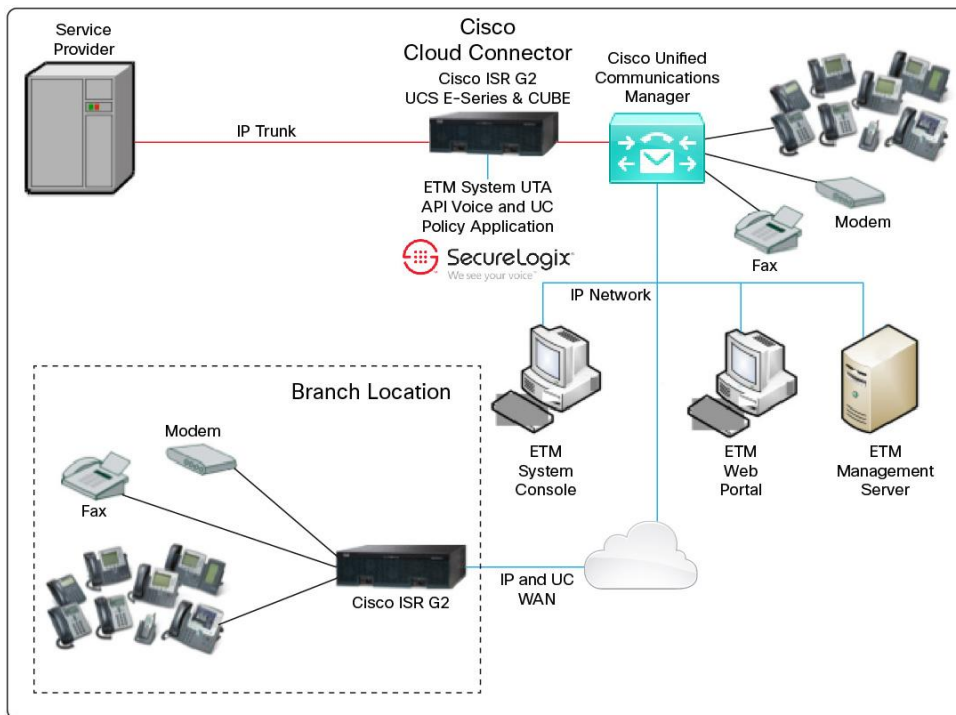 Service
Provider
IP Trunk
Cisco
Cloud Connector
Cisco ISR G2
UCS E-Series & CUBE
ETM System UTA
API Voice and UC
Policy Application
SecureLogix
We see your voice™
Cisco Unified
Communications
Manager
Modem
Fax
IP Network
ETM
System
Console
ETM
Web
Portal
ETM
Management
Server
Branch Location
Modem
Fax
Cisco ISR G2
IP and UC
WAN